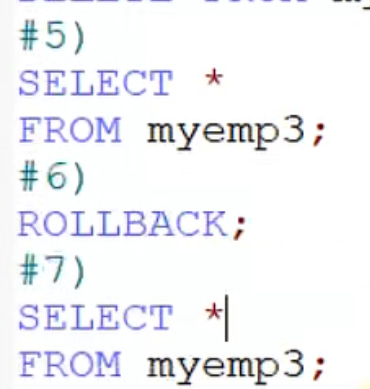 #5)
SELECT *
FROM myemp3;
#6)
ROLLBACK;
#7)
SELECT *
FROM myemp3;